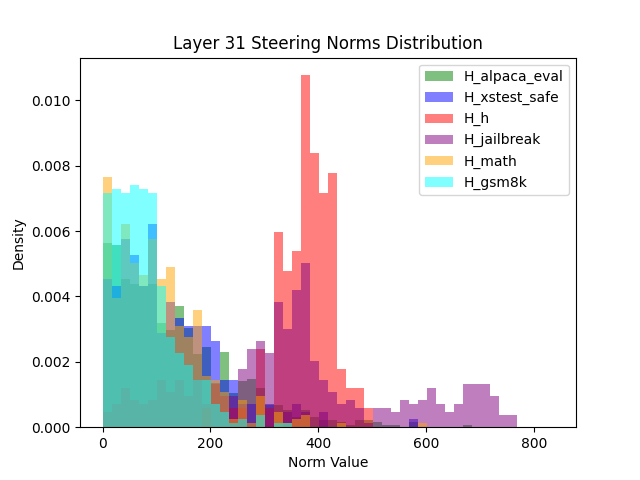 Layer 31 Steering Norms Distribution
H_alpaca_eval
H_xstest_safe
H_h
H_jailbreak
H_math
H_gsm8k
0.010
0.008
0.006
0.004
0.002
0.000
Density
0 200 400 600 800
Norm Value